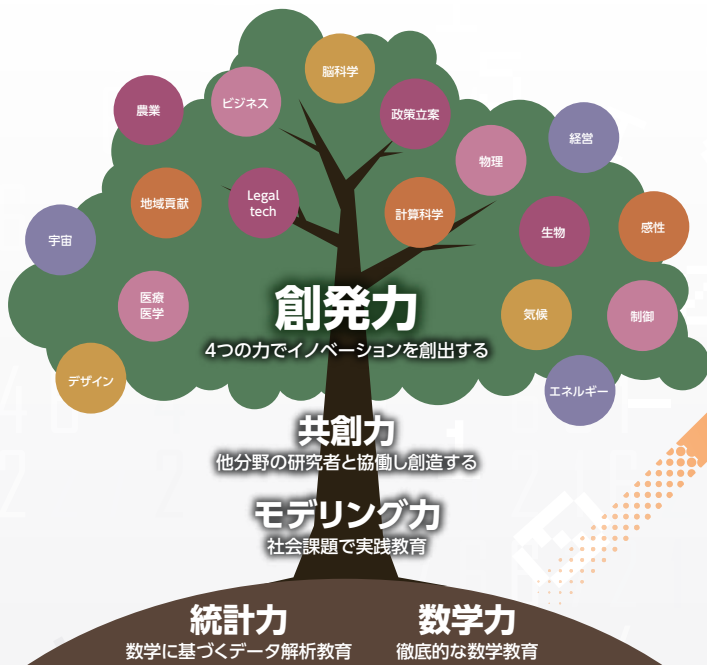 脳科学
ビジネス
農業
政策立案
経営
物理
地域貢献
Legal
tech
計算科学
感性
生物
宇宙
医療
医学
気候
制御
デザイン
エネルギー
創発力
4つの力でイノベーションを創出する
共創力
他分野の研究者と協働し創造する
モデリング力
社会課題で実践教育
統計力
数学に基づくデータ解析教育
数学力
徹底的な数学教育